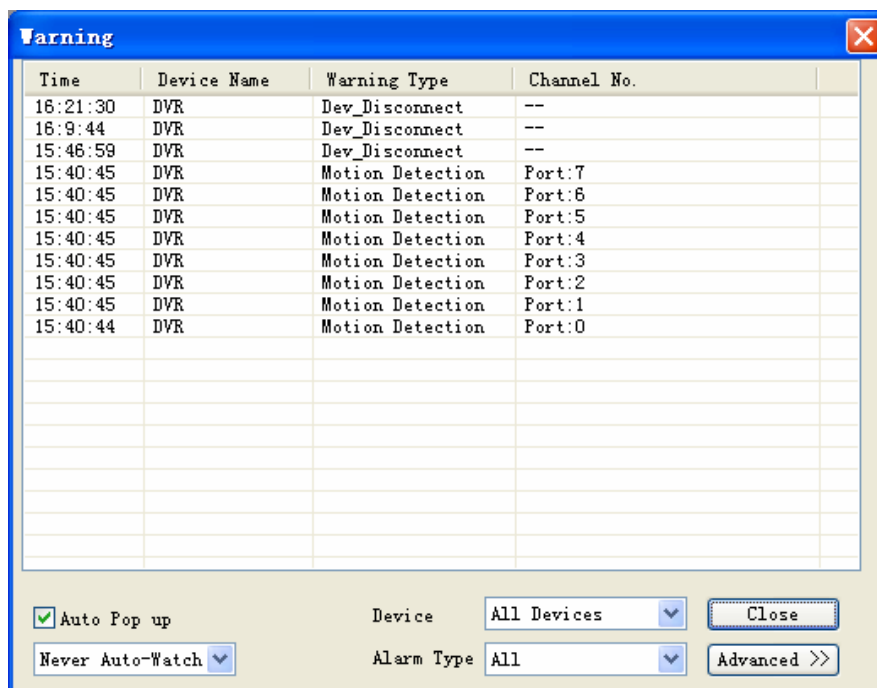 Warning
Time Device Name Warning Type Channel No.
16:21:30 DVR Dev_Disconnect --
16:9:44 DVR Dev_Disconnect --
15:46:59 DVR Dev_Disconnect --
15:40:45 DVR Motion Detection Port:7
15:40:45 DVR Motion Detection Port:6
15:40:45 DVR Motion Detection Port:5
15:40:45 DVR Motion Detection Port:4
15:40:45 DVR Motion Detection Port:3
15:40:45 DVR Motion Detection Port:2
15:40:45 DVR Motion Detection Port:1
15:40:44 DVR Motion Detection Port:0
Auto Pop up Device All Devices Close
Never Auto-Watch Alarm Type All Advanced >>